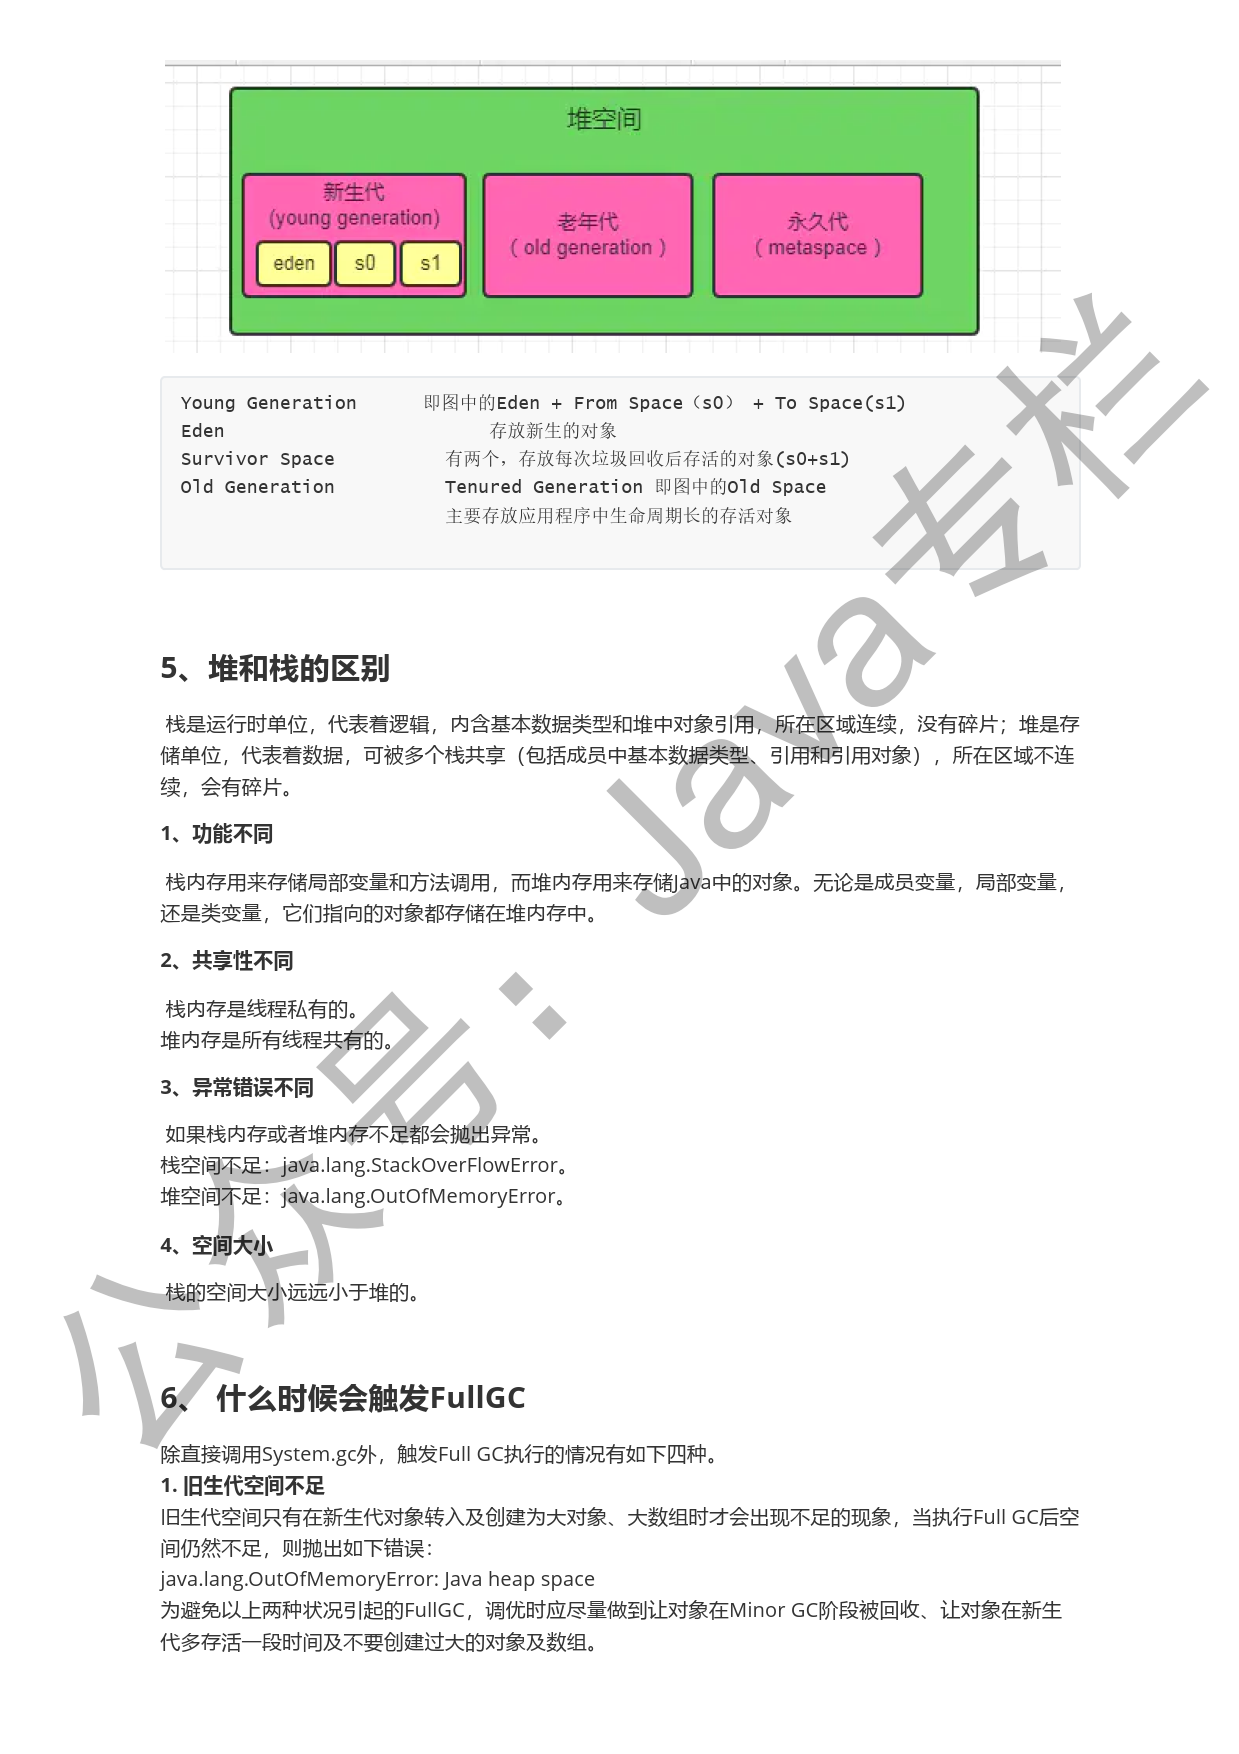 堆空间
新生代
(young generation)
eden
s0
s1
老年代
( old generation )
永久代
( metaspace )
Young Generation 即图中的Eden + From Space（s0） + To Space(s1)
Eden 存放新生的对象
Survivor Space 有两个，存放每次垃圾回收后存活的对象(s0+s1)
Old Generation Tenured Generation 即图中的Old Space
主要存放应用程序中生命周期长的存活对象
5、堆和栈的区别
栈是运行时单位，代表着逻辑，内含基本数据类型和堆中对象引用，所在区域连续，没有碎片；堆是存
储单位，代表着数据，可被多个栈共享（包括成员中基本数据类型、引用和引用对象），所在区域不连
续，会有碎片。
1、功能不同
栈内存用来存储局部变量和方法调用，而堆内存用来存储Java中的对象。无论是成员变量，局部变量，
还是类变量，它们指向的对象都存储在堆内存中。
2、共享性不同
栈内存是线程私有的。
堆内存是所有线程共有的。
3、异常错误不同
如果栈内存或者堆内存不足都会抛出异常。
栈空间不足：java.lang.StackOverFlowError。
堆空间不足：java.lang.OutOfMemoryError。
4、空间大小
栈的空间大小远远小于堆的。
6、 什么时候会触发FullGC
除直接调用System.gc外，触发Full GC执行的情况有如下四种。
1. 旧生代空间不足
旧生代空间只有在新生代对象转入及创建为大对象、大数组时才会出现不足的现象，当执行Full GC后空
间仍然不足，则抛出如下错误：
java.lang.OutOfMemoryError: Java heap space
为避免以上两种状况引起的FullGC，调优时应尽量做到让对象在Minor GC阶段被回收、让对象在新生
代多存活一段时间及不要创建过大的对象及数组。
公众号：Java专栏